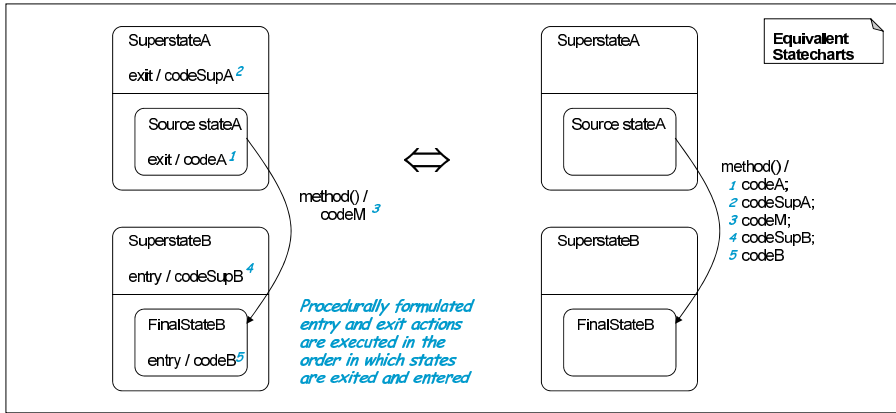 SuperstateA
exit / codeSupA 2
Source stateA
exit / codeA 1
method() /
codeM 3
SuperstateB
entry / codeSupB 4
FinalStateB
entry / codeB 5
Procedurally formulated
entry and exit actions
are executed in the
order in which states
are exited and entered
SuperstateA
Source stateA
method() /
1 codeA;
2 codeSupA;
3 codeM;
4 codeSupB;
5 codeB
SuperstateB
FinalStateB
Equivalent
Statecharts